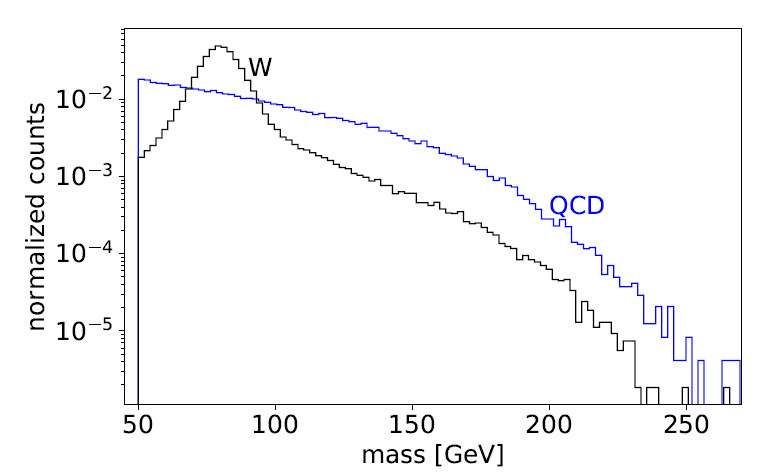 normalized counts
10⁻²
10⁻³
10⁻⁴
10⁻⁵
W
QCD
50 100 150 200 250
mass [GeV]